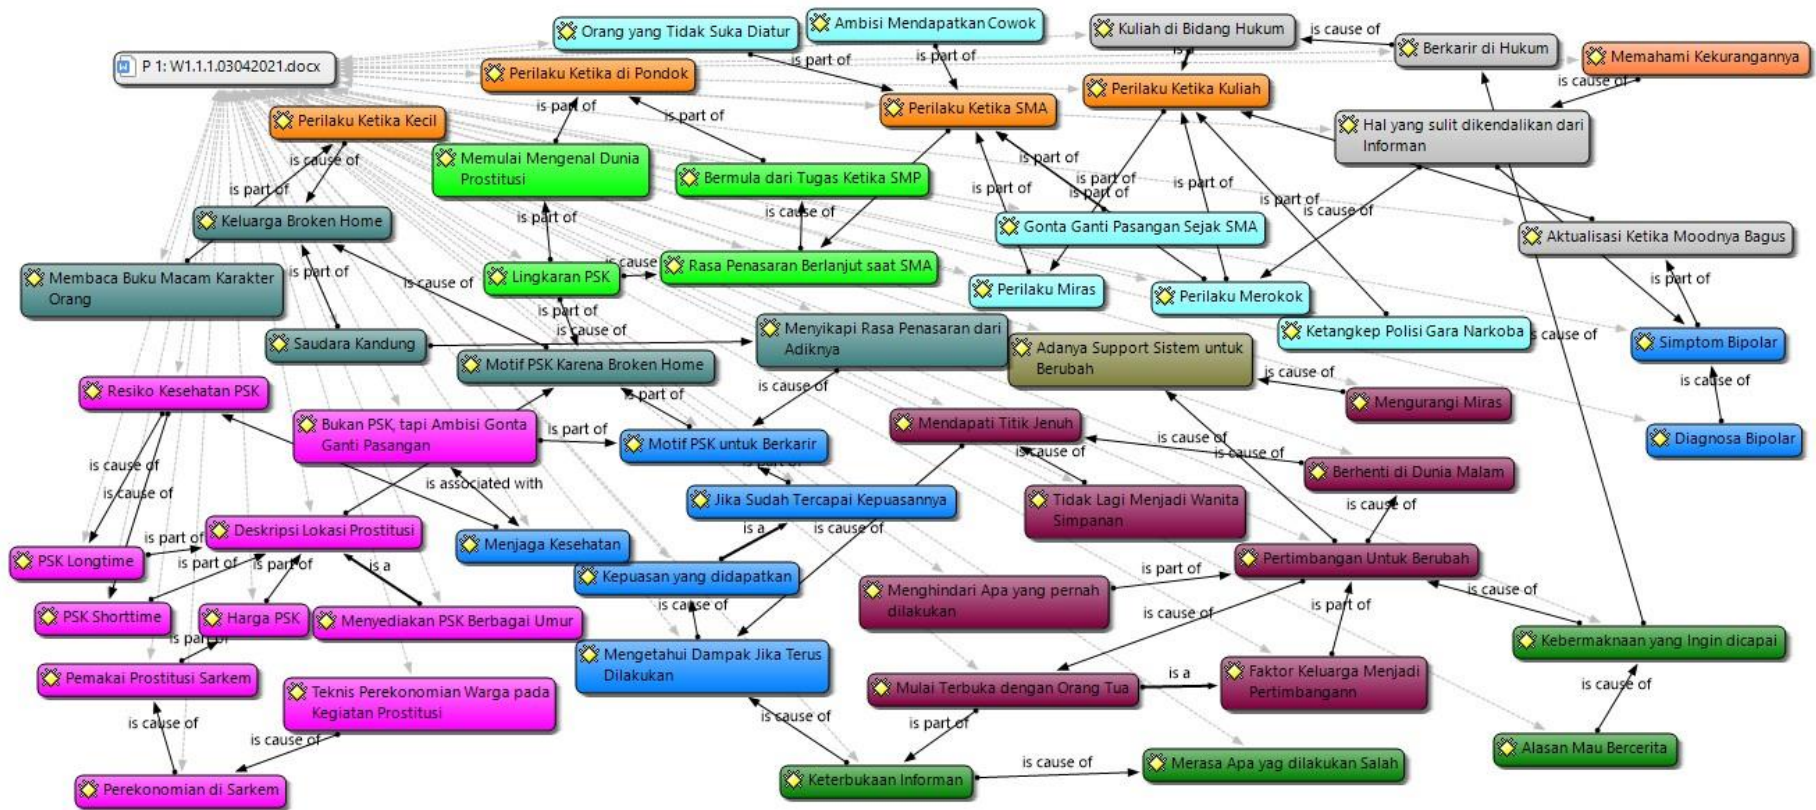 Orang yang Tidak Suka Diatur
Ambisi Mendapatkan Cowok
Kuliah di Bidang Hukum
is cause of
Berkarir di Hukum
Memahami Kekurangannya
P 1: W1.1.1.03042021.docx
Perilaku Ketika di Pondok
is part of
is part of
is cause of
Perilaku Ketika Kuliah
Perilaku Ketika Kecil
is part of
is part of
Perilaku Ketika SMA
Hal yang sulit dikendalikan dari
Informan
is cause of
Memulai Mengenal Dunia
Prostitusi
Bermula dari Tugas Ketika SMP
is part of
is part of
is part of
is part of
is part of
is cause of
Keluarga Broken Home
is part of
is cause of
Gonta Ganti Pasangan Sejak SMA
Aktualisasi Ketika Moodnya Bagus
Membaca Buku Macam Karakter
Orang
is part of
is cause of
Lingkaran PSK
is cause
Rasa Penasaran Berlanjut saat SMA
Perilaku Miras
Perilaku Merokok
is part of
is part of
is cause of
Saudara Kandung
Menyikapi Rasa Penasaran dari
Adiknya
Ketangkep Polisi Gara Narkoba
is cause of
Simptom Bipolar
Motif PSK Karena Broken Home
Adanya Support Sistem untuk
Berubah
is cause of
is cause of
is cause of
Resiko Kesehatan PSK
is part of
Mengurangi Miras
Bukan PSK, tapi Ambisi Gonta
Ganti Pasangan
is part of
Motif PSK untuk Berkarir
Mendapati Titik Jenuh
is cause of
Diagnosa Bipolar
is cause of
is part of
is cause of
Berhenti di Dunia Malam
is cause of
is associated with
Jika Sudah Tercapai Kepuasannya
Tidak Lagi Menjadi Wanita
Simpanan
is cause of
Deskripsi Lokasi Prostitusi
is a
is cause of
is part of
Menjaga Kesehatan
PSK Longtime
is part of
is part of
is a
Kepuasan yang didapatkan
Pertimbangan Untuk Berubah
is part of
Menghindari Apa yang pernah
dilakukan
is cause of
is cause of
is part of
is cause of
PSK Shorttime
Harga PSK
Menyediakan PSK Berbagai Umur
is part of
Mengetahui Dampak Jika Terus
Dilakukan
Kebermaknaan yang Ingin dicapai
Pemakai Prostitusi Sarkem
Teknis Perekonomian Warga pada
Kegiatan Prostitusi
Mulai Terbuka dengan Orang Tua
is a
Faktor Keluarga Menjadi
Pertimbangann
is cause of
is cause of
is cause of
is cause of
is part of
Alasan Mau Bercerita
Perekonomian di Sarkem
Keterbukaan Informan
is cause of
Merasa Apa yag dilakukan Salah